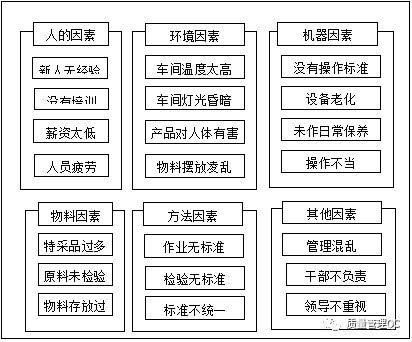 人的因素
新人无经验
没有培训
薪资太低
人员疲劳
环境因素
车间温度太高
车间灯光昏暗
产品对人体有害
物料摆放凌乱
机器因素
没有操作标准
设备老化
未作日常保养
操作不当
物料因素
特采品过多
原料未检验
物料存放过
方法因素
作业无标准
检验无标准
标准不统一
其他因素
管理混乱
干部不负责
领导不重视
质量管理QC